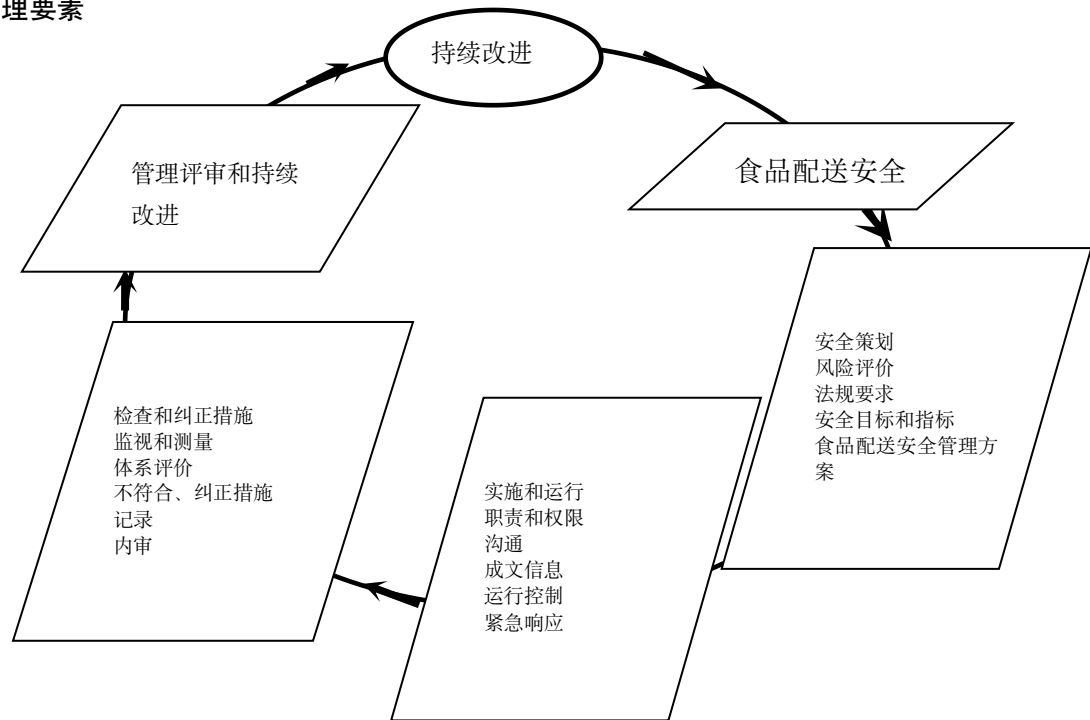 理要素
持续改进
食品配送安全
管理评审和持续
改进
安全策划
风险评价
法规要求
安全目标和指标
食品配送安全管理方
案
检查和纠正措施
监视和测量
体系评价
不符合、纠正措施
记录
内审
实施和运行
职责和权限
沟通
成文信息
运行控制
紧急响应